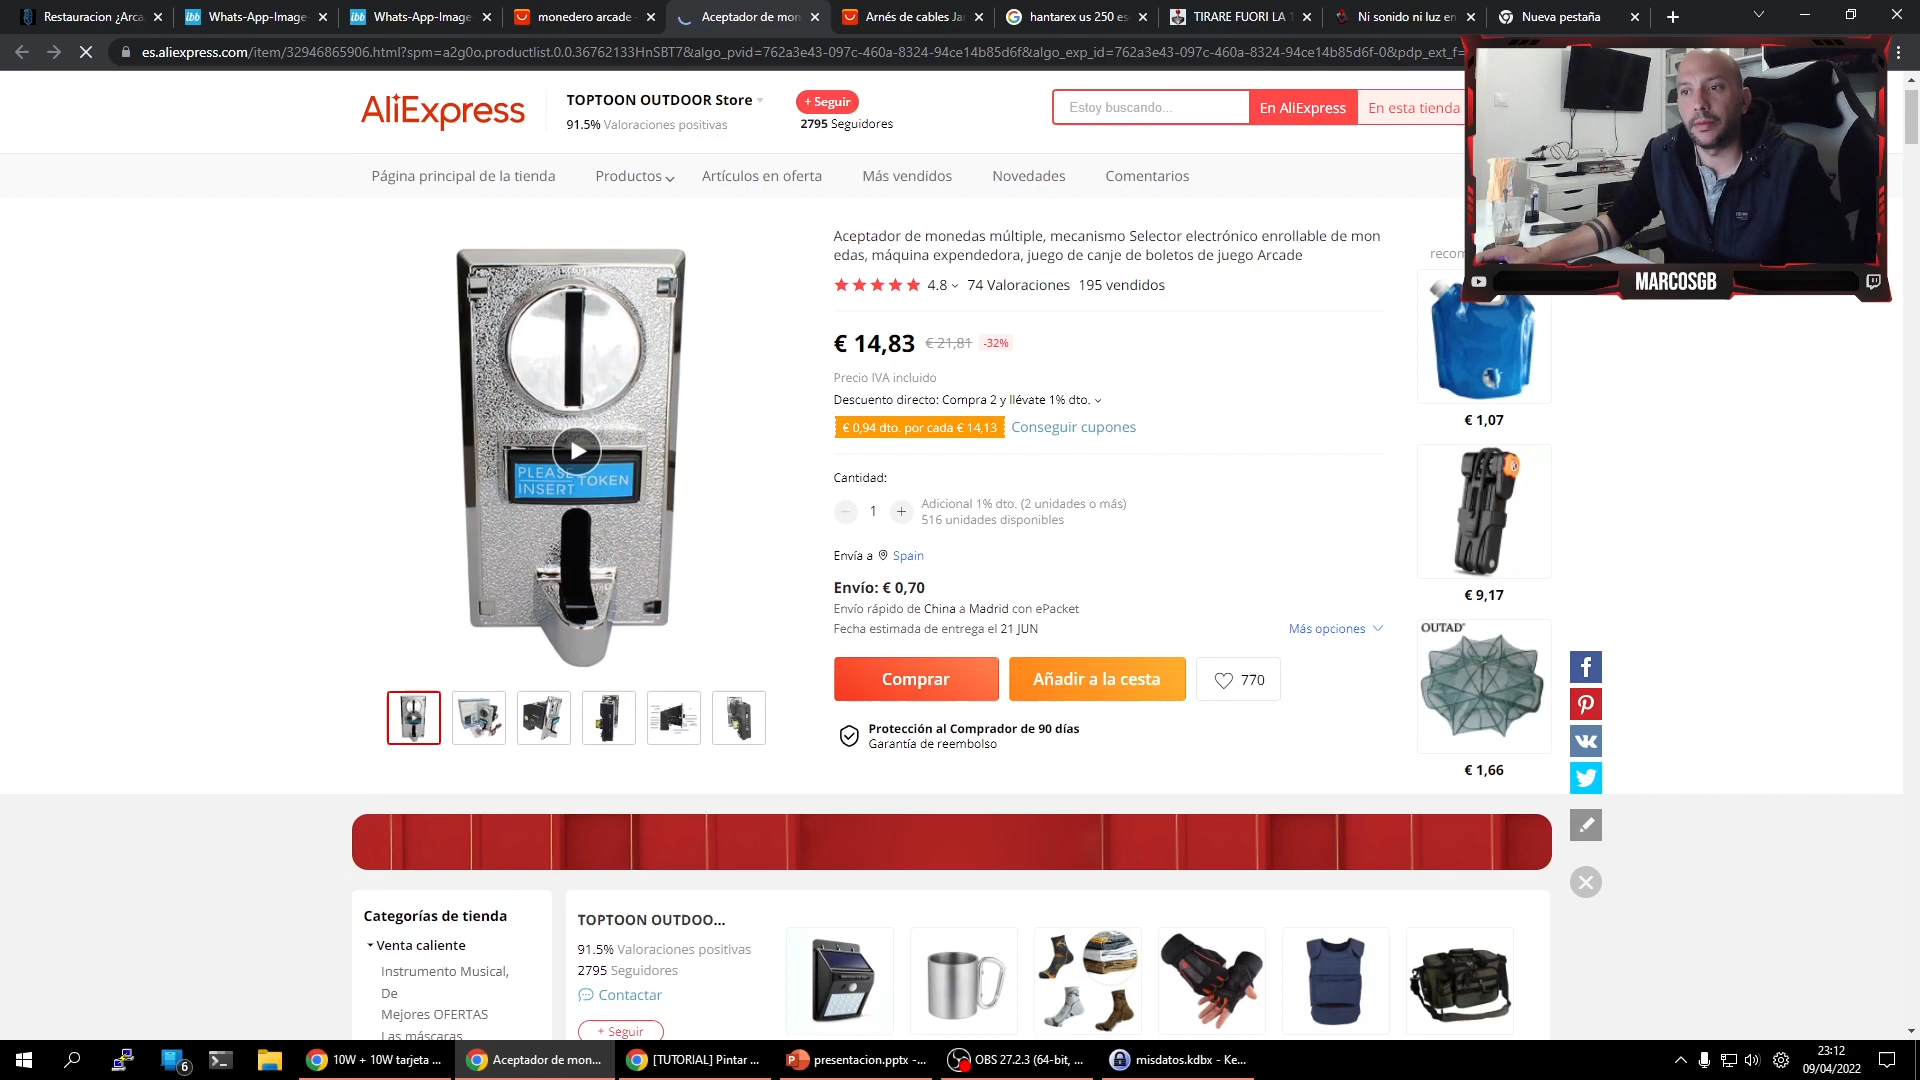 Restauracion ¿Arca
Whats-App-Image-
Whats-App-Image-
monedero arcade -
Aceptador de mon
Arnés de cables Ja
hantarex us 250 es
TIRARE FUORI LA T
Ni sonido ni luz en
Nueva pestaña
es.aliexpress.com/item/32946865906.html?spm=a2g0o.productlist.0.0.36762133HnSBT7&algo_pvid=762a3e43-097c-460a-8324-94ce14b85d6f&algo_exp_id=762a3e43-097c-460a-8324-94ce14b85d6f-0&pdp_ext_f=
AliExpress
TOPTOON OUTDOOR Store
91.5% Valoraciones positivas
+ Seguir
2795 Seguidores
Estoy buscando...
En AliExpress
En esta tienda
Página principal de la tienda
Productos
Artículos en oferta
Más vendidos
Novedades
Comentarios
MARCOSGB
Aceptador de monedas múltiple, mecanismo Selector electrónico enrollable de mon
edas, máquina expendedora, juego de canje de boletos de juego Arcade
4.8
74 Valoraciones
195 vendidos
€ 14,83
€ 21,81
-32%
Precio IVA incluido
Descuento directo: Compra 2 y llévate 1% dto.
€ 0,94 dto. por cada € 14,13
Conseguir cupones
Cantidad:
1
Adicional 1% dto. (2 unidades o más)
516 unidades disponibles
Envía a
Spain
Envío: € 0,70
Envío rápido de China a Madrid con ePacket
Fecha estimada de entrega el 21 JUN
Más opciones
Comprar
Añadir a la cesta
770
Protección al Comprador de 90 días
Garantía de reembolso
PLEASE
INSERT
TOKEN
recom
€ 1,07
€ 9,17
OUTAD
€ 1,66
Categorías de tienda
Venta caliente
Instrumento Musical,
De
Mejores OFERTAS
Las máscaras
TOPTOON OUTDOO...
91.5% Valoraciones positivas
2795 Seguidores
Contactar
+ Seguir
6
10W + 10W tarjeta ...
Aceptador de mon...
[TUTORIAL] Pintar ...
presentacion.pptx -...
OBS 27.2.3 (64-bit, ...
misdatos.kdbx - Ke...
23:12
09/04/2022